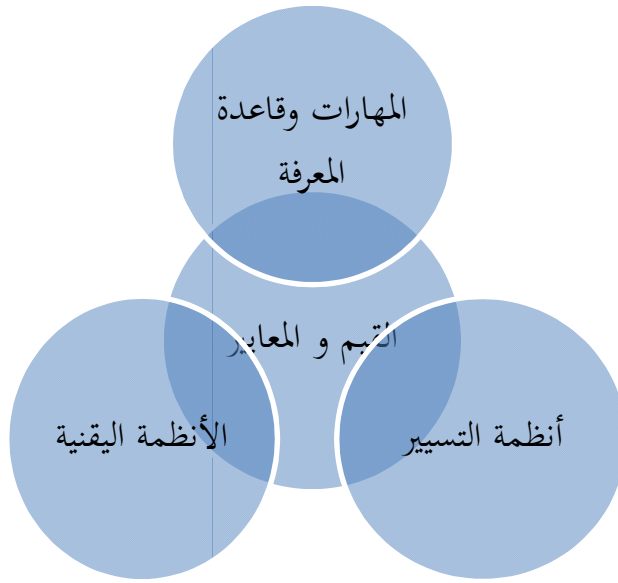 المهارات وقاعدة
المعرفة
القيم و المعايير
أنظمة التسيير
الأنظمة اليقنية